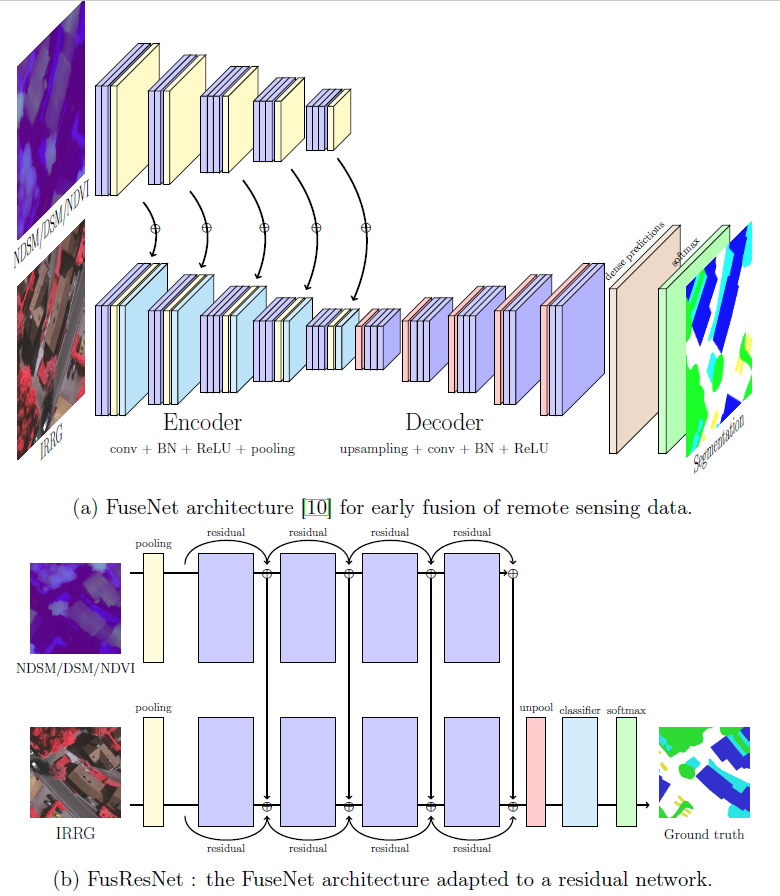 NDSM/DSM/NDVI
IRRG
Encoder
conv + BN + ReLU + pooling
Decoder
upsampling + conv + BN + ReLU
dense predictions
softmax
Segmentation
(a) FuseNet architecture [10] for early fusion of remote sensing data.
pooling
residual
residual
residual
residual
NDSM/DSM/NDVI
pooling
unpool
classifier
softmax
IRRG
residual
residual
residual
residual
Ground truth
(b) FusResNet : the FuseNet architecture adapted to a residual network.